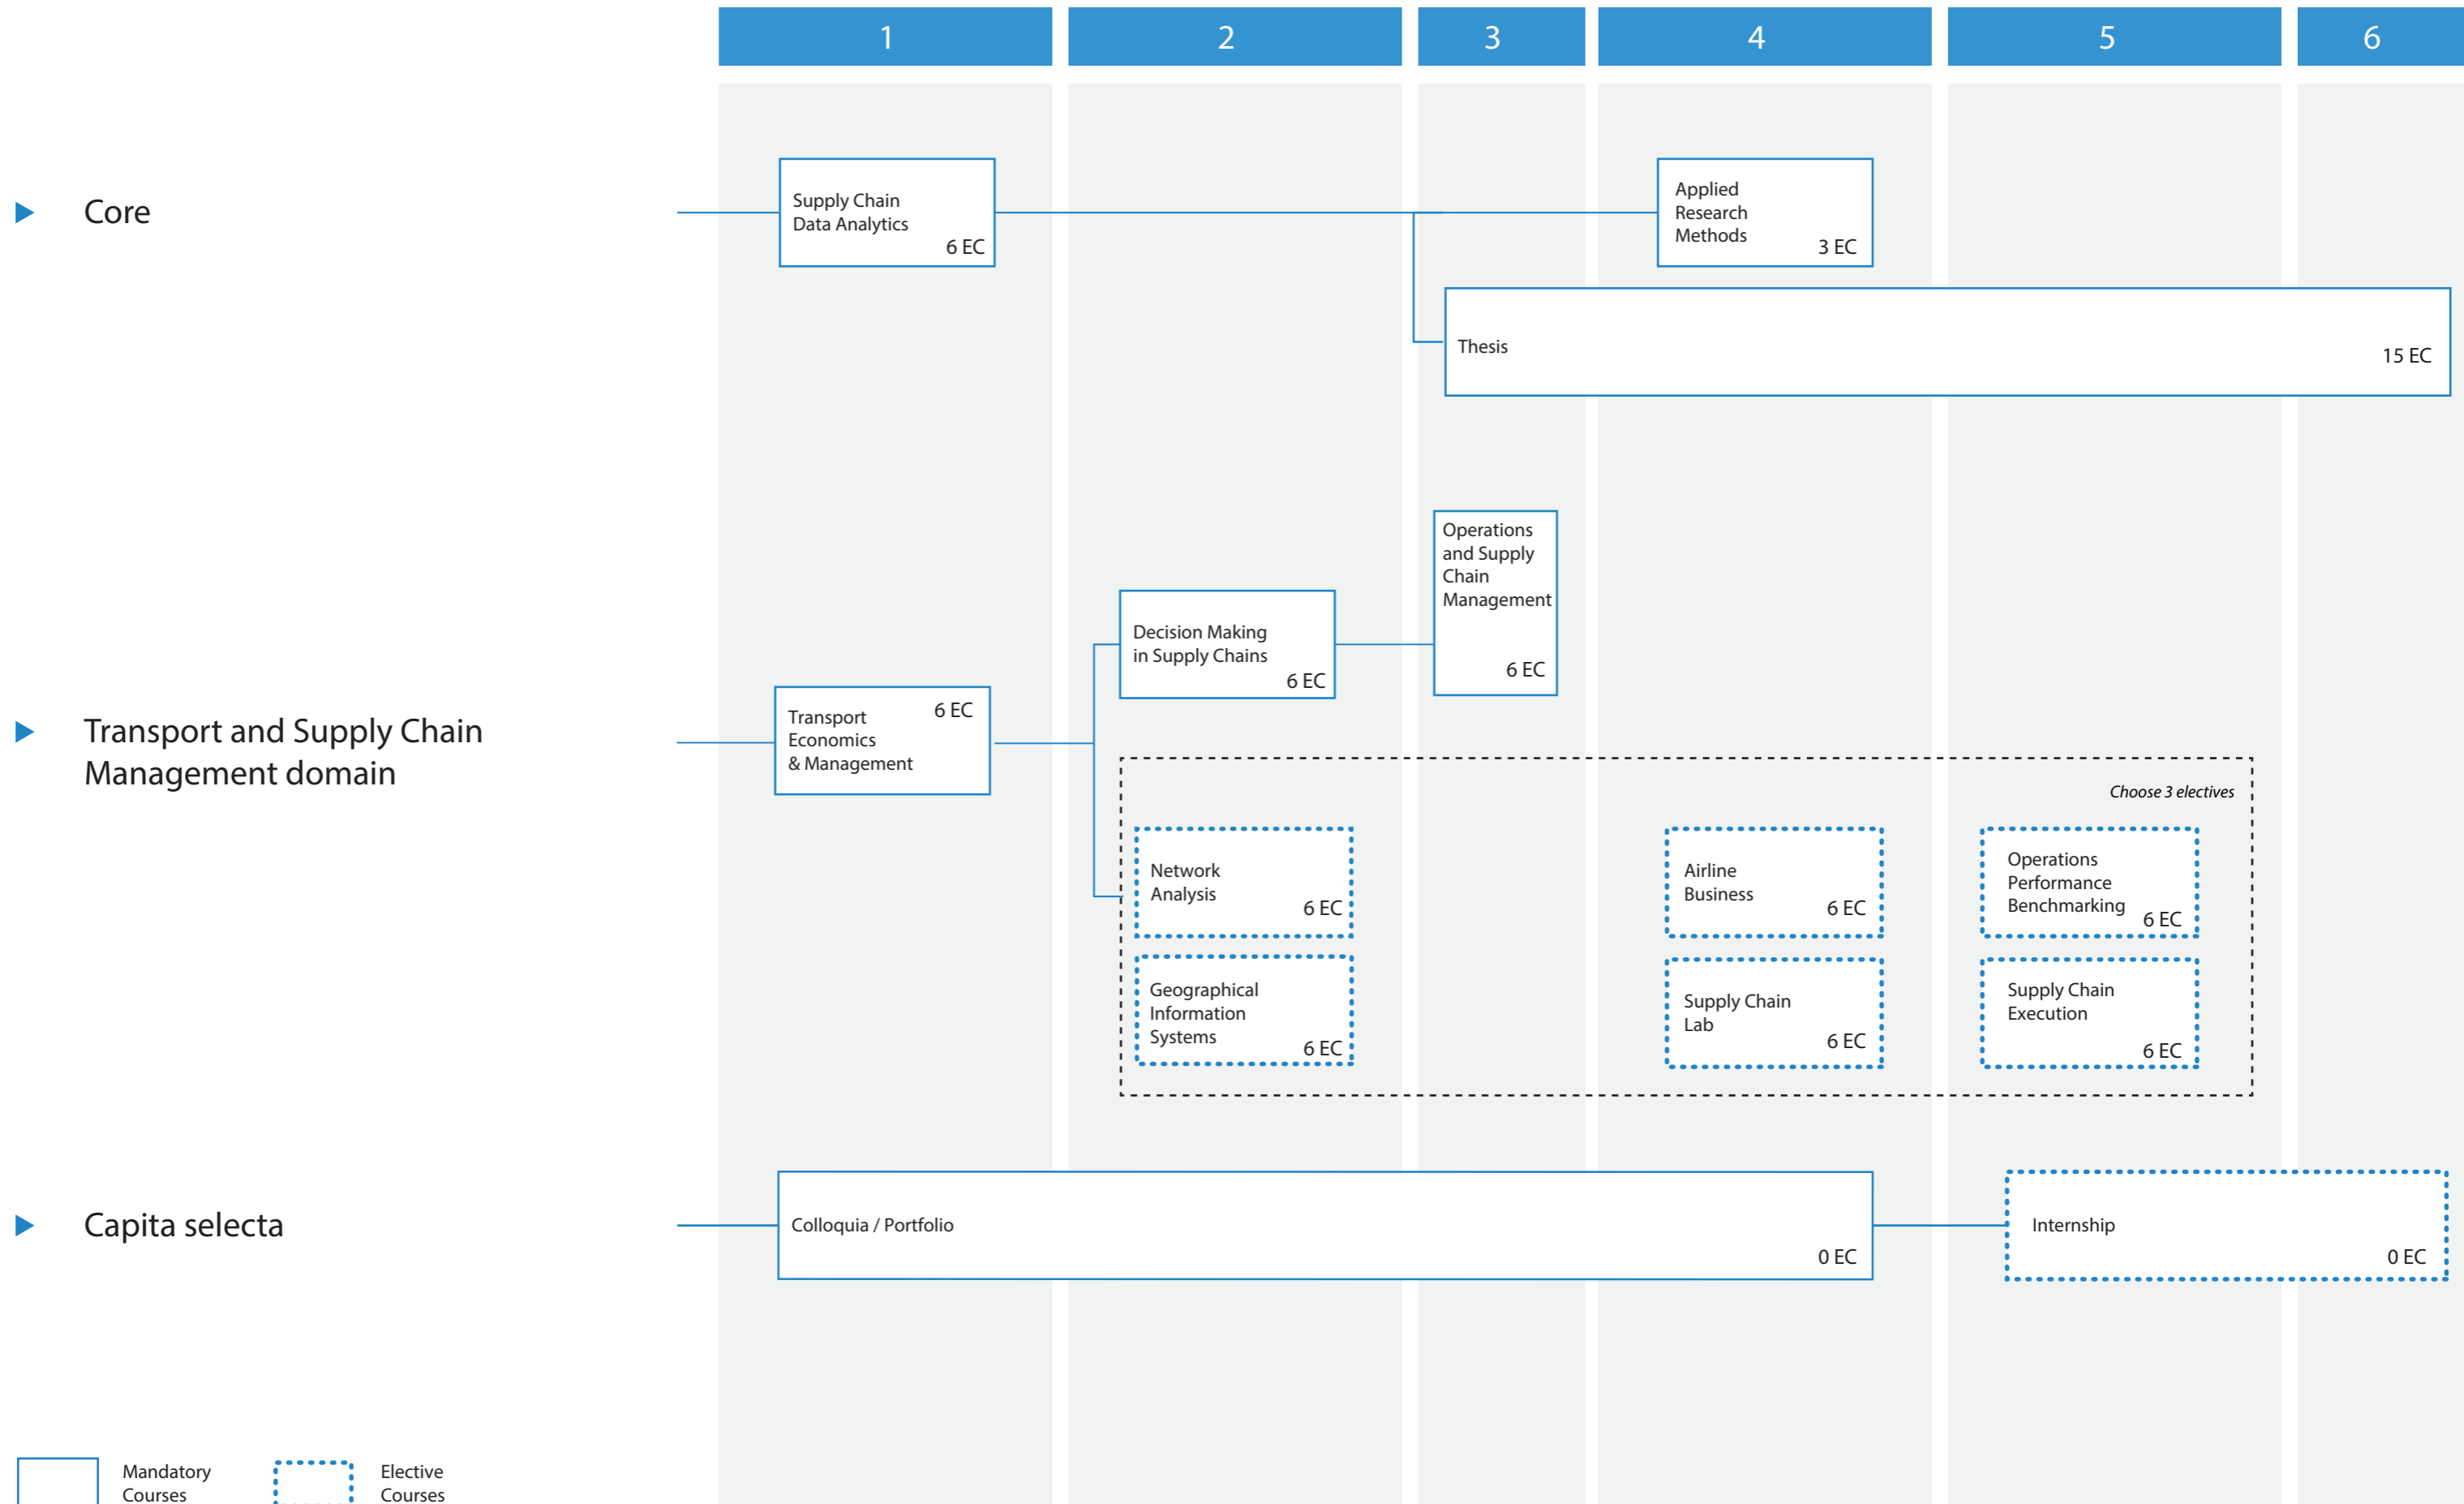 1 2 3 4 5 6
Core
Supply Chain
Data Analytics
6 EC
Applied
Research
Methods
3 EC
Thesis
15 EC
Transport and Supply Chain
Management domain
Transport
Economics
& Management
6 EC
Decision Making
in Supply Chains
6 EC
Operations
and Supply
Chain
Management
6 EC
Choose 3 electives
Network
Analysis
6 EC
Airline
Business
6 EC
Operations
Performance
Benchmarking
6 EC
Geographical
Information
Systems
6 EC
Supply Chain
Lab
6 EC
Supply Chain
Execution
6 EC
Capita selecta
Colloquia / Portfolio
0 EC
Internship
0 EC
Mandatory
Courses
Elective
Courses